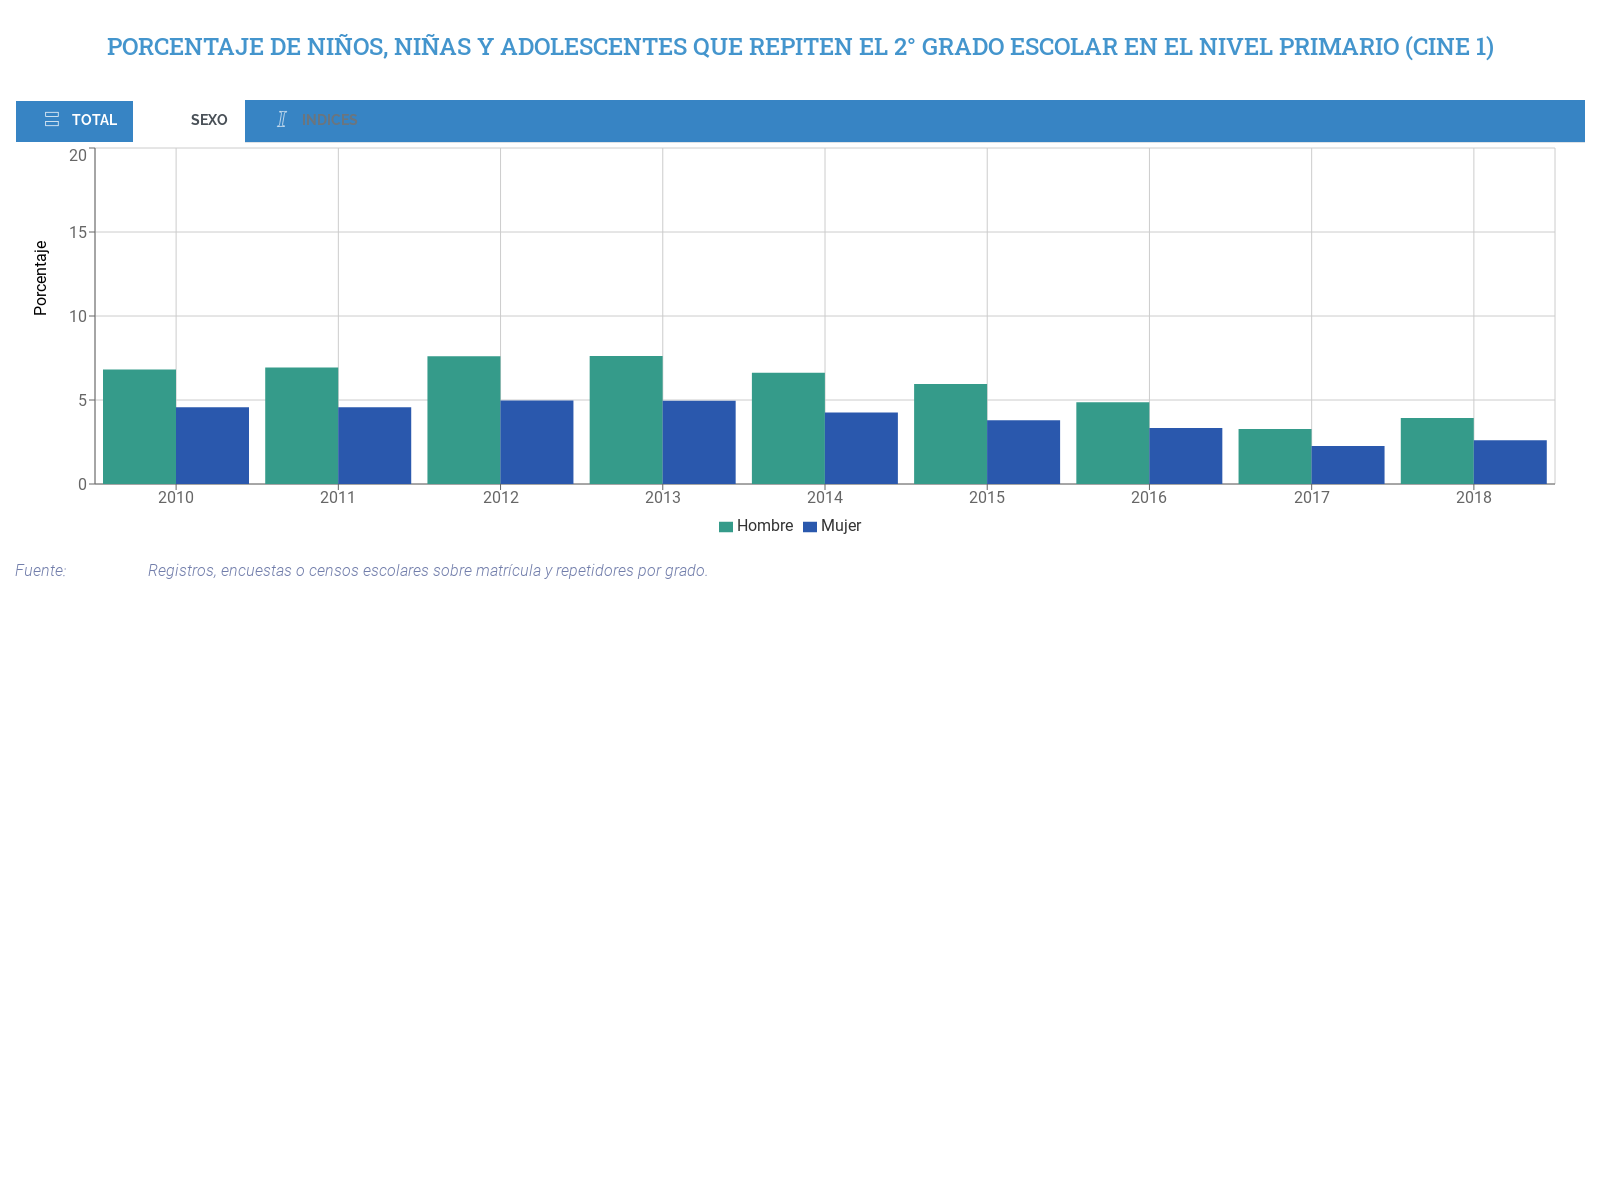 PORCENTAJE DE NIÑOS, NIÑAS Y ADOLESCENTES QUE REPITEN EL 2° GRADO ESCOLAR EN EL NIVEL PRIMARIO (CINE 1)
TOTAL SEXO INDICES
20
15
10
5
0
Porcentaje
2010 2011 2012 2013 2014 2015 2016 2017 2018
Hombre Mujer
Fuente: Registros, encuestas o censos escolares sobre matrícula y repetidores por grado.